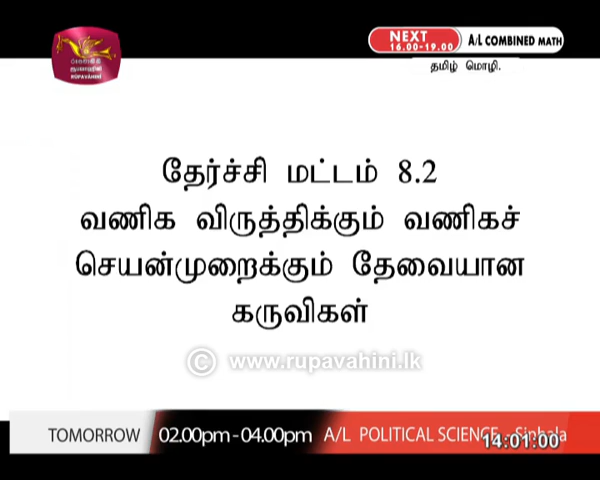 NEXT
16.00-19.00
A/L COMBINED MATH
தமிழ் மொழி.
RUPAVAHINI
தேர்ச்சி மட்டம் 8.2
வணிக விருத்திக்கும் வணிகச்
செயன்முறைக்கும் தேவையான
கருவிகள்
© www.rupavahini.lk
TOMORROW 02.00pm - 04.00pm A/L POLITICAL SCIENCE - Sinhala
14:01:00